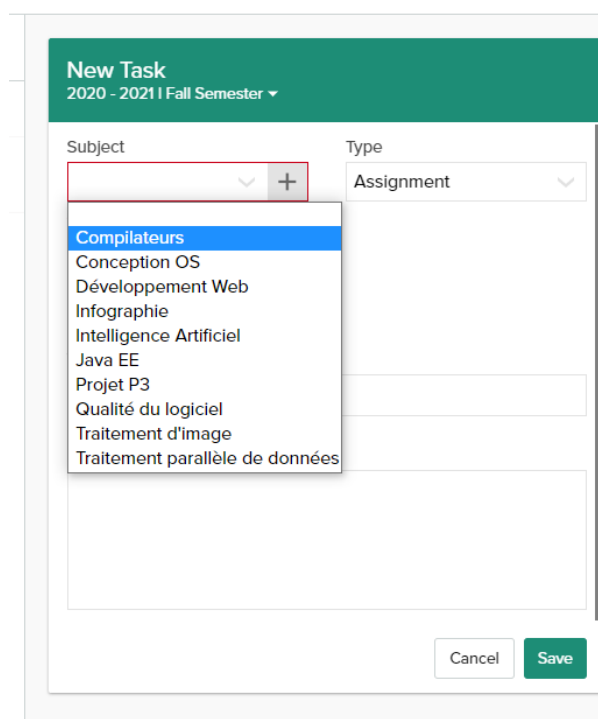 New Task
2020 - 2021 I Fall Semester
Subject
Type
+
Assignment
Compilateurs
Conception OS
Développement Web
Infographie
Intelligence Artificiel
Java EE
Projet P3
Qualité du logiciel
Traitement d'image
Traitement parallèle de données
Cancel
Save